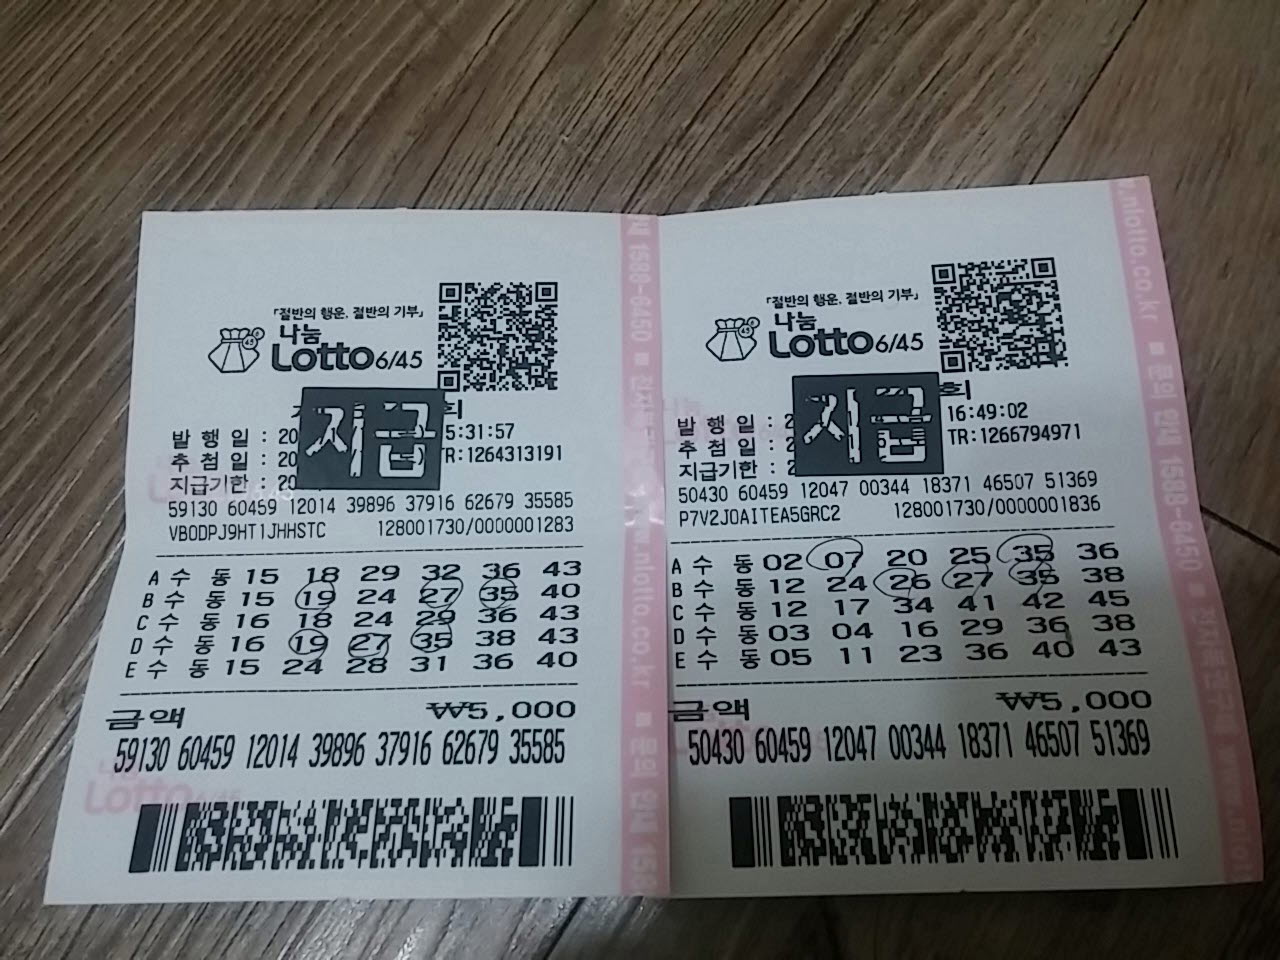 「절반의 행운, 절반의 기부」
나눔
Lotto 6/45
지급
발 행 일 : 20 5:31:57
추 첨 일 : 20 TR:1264313191
지급기한 : 20
59130 60459 12014 39896 37916 62679 35585
128001730/0000001283
A 수 동 15 18 29 32 36 43
B 수 동 15 19 24 27 35 40
C 수 동 16 18 24 29 36 43
D 수 동 16 19 27 35 38 43
E 수 동 15 24 28 31 36 40
금액 ₩5,000
59130 60459 12014 39896 37916 62679 35585
「절반의 행운, 절반의 기부」
나눔
Lotto 6/45
지급 회
발 행 일 : 2 16:49:02
추 첨 일 : 2 TR:1266794971
지급기한 : 2
50430 60459 12047 00344 18371 46507 51369
128001730/0000001836
A 수 동 02 07 20 25 35 36
B 수 동 12 24 26 27 35 38
C 수 동 12 17 34 41 42 45
D 수 동 03 04 16 29 36 38
E 수 동 05 11 23 36 40 43
금액 ₩5,000
50430 60459 12047 00344 18371 46507 51369
1588-6450
www.nlotto.co.kr
문의 안내 1588-6450